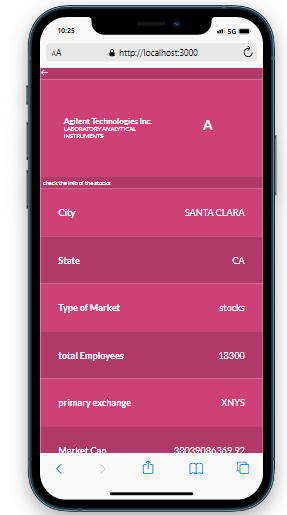 10:25
5G
AA
http://localhost:3000
Agilent Technologies Inc.
LABORATORY ANALYTICAL
INSTRUMENTS
A
check the info of the stocks
City SANTA CLARA
State CA
Type of Market stocks
total Employees 18300
primary exchange XNYS
Market Cap 38039086369.92